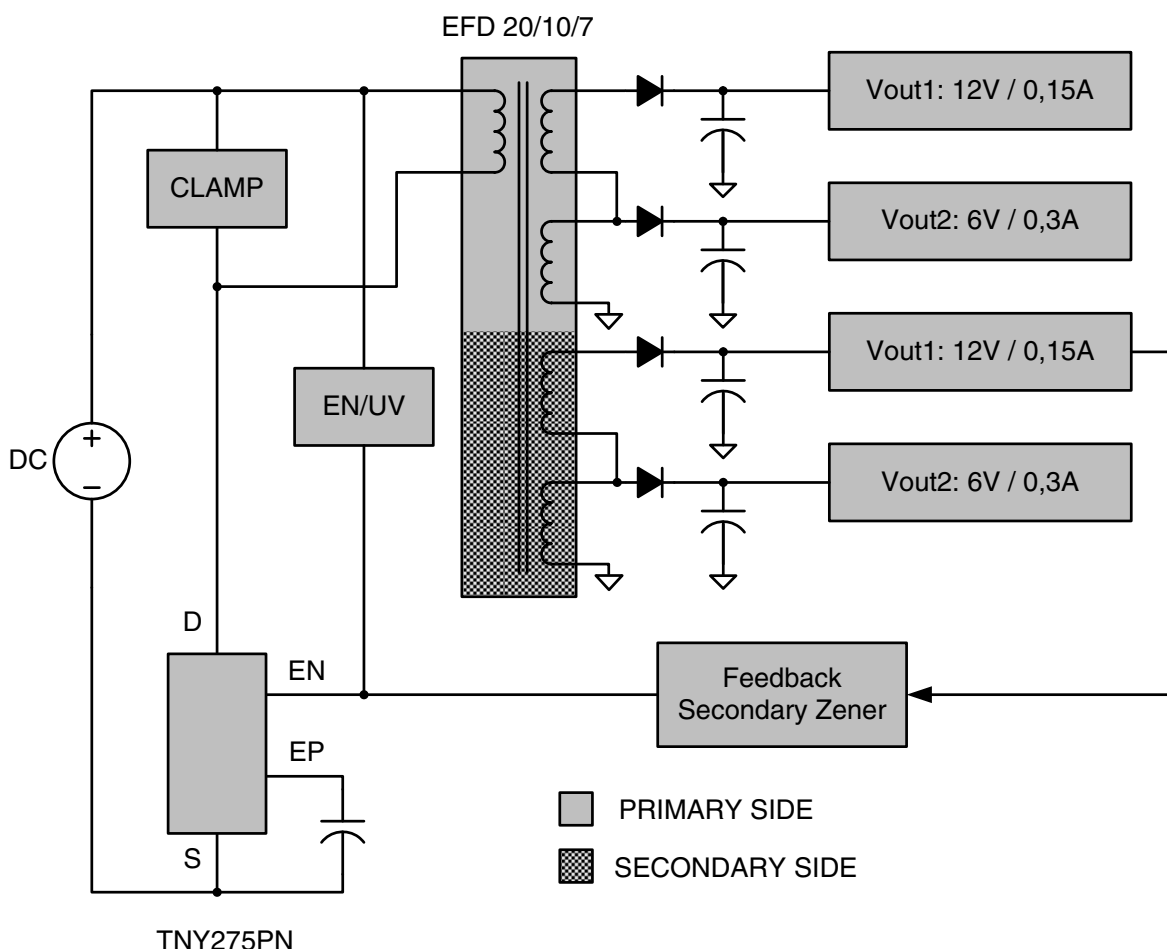 EFD 20/10/7
Vout1: 12V / 0,15A
CLAMP
Vout2: 6V / 0,3A
Vout1: 12V / 0,15A
EN/UV
+
DC
−
Vout2: 6V / 0,3A
D
EN
Feedback
Secondary Zener
EP
PRIMARY SIDE
S
SECONDARY SIDE
TNY275PN